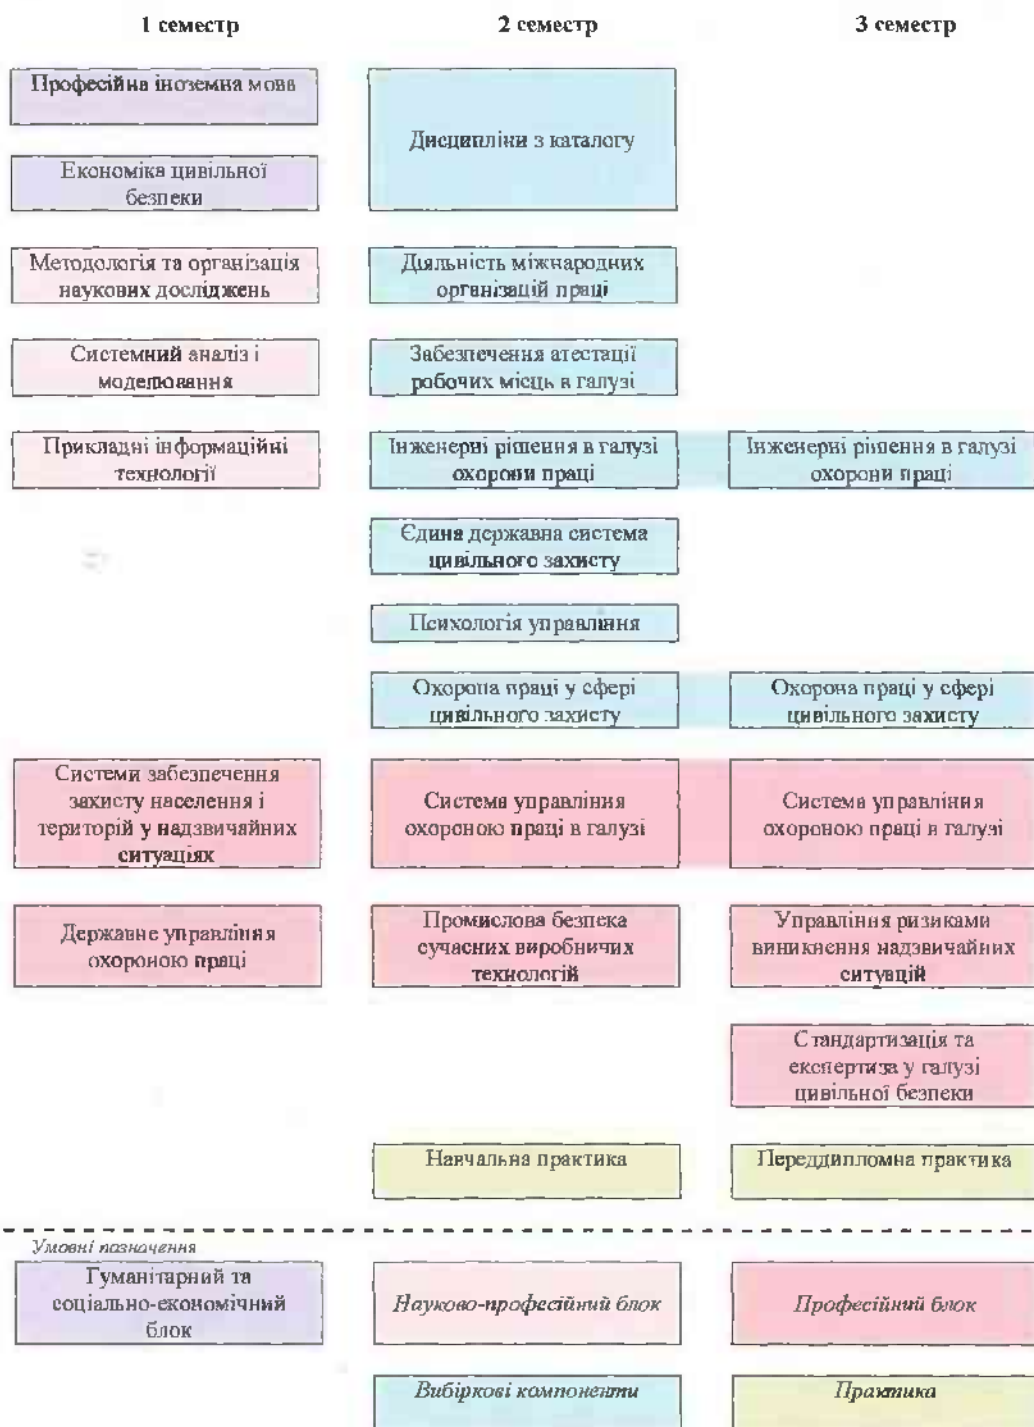 1 семестр 2 семестр 3 семестр
Професійна іноземна мова
Дисципліни з каталогу
Економіка цивільної
безпеки
Методологія та організація
наукових досліджень
Діяльність міжнародних
організацій праці
Системний аналіз і
моделювання
Забезпечення атестації
робочих місць в галузі
Прикладні інформаційні
технології
Інженерні рішення в галузі
охорони праці
Інженерні рішення в галузі
охорони праці
Єдина державна система
цивільного захисту
Психологія управління
Охорона праці у сфері
цивільного захисту
Охорона праці у сфері
цивільного захисту
Системи забезпечення
захисту населення і
територій у надзвичайних
ситуаціях
Система управління
охороною праці в галузі
Система управління
охороною праці в галузі
Державне управління
охороною праці
Промислова безпека
сучасних виробничих
технологій
Управління ризиками
виникнення надзвичайних
ситуацій
Стандартизація та
експертиза у галузі
цивільної безпеки
Навчальна практика
Переддипломна практика
Умовні позначення
Гуманітарний та
соціально-економічний
блок
Науково-професійний блок
Професійний блок
Вибіркові компоненти
Практика